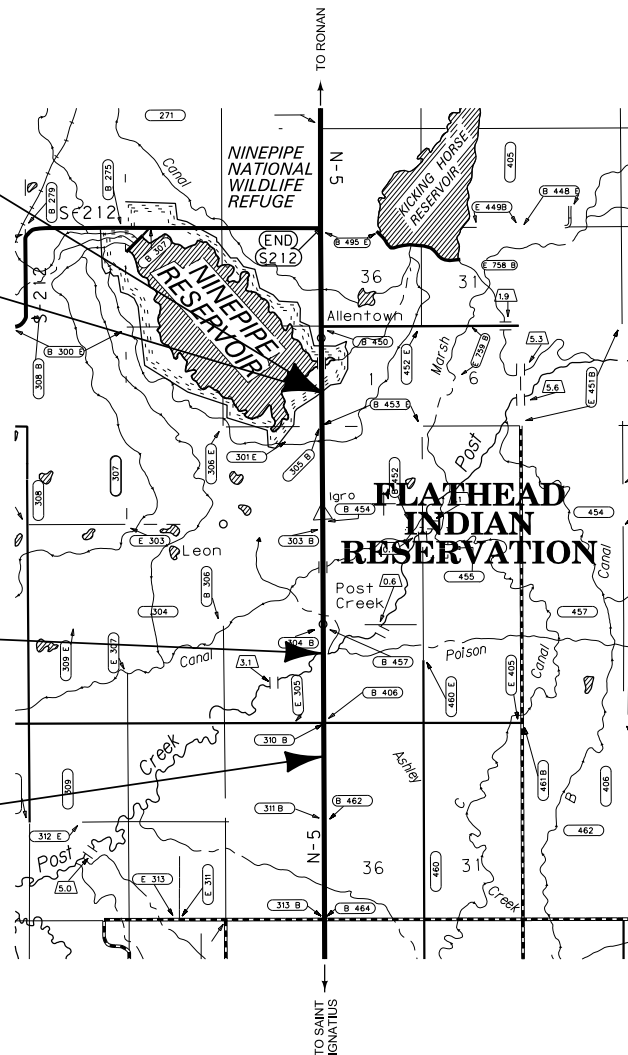 TO RONAN
271
Canal
NINEPIPE
NATIONAL
WILDLIFE
REFUGE
N-5
KICKING HORSE
RESERVOIR
405
B 448 E
E 449B
B 279
B 275
S-212
END
S212
B 495 E
B 307
NINEPIPE
RESERVOIR
36
31
E 758 B
1.9
Allentown
S-212
B 300 E
308 B
B 450
452 E
Marsh
E 759 B
6
5.3
5.6
E 451 B
1
B 453 E
306 E
301 E
305 B
Post
308
307
Igro
B 454
B 452
FLATHEAD
INDIAN
RESERVATION
454
E 303
303 B
Leon
B 306
Canal
455
Post
Creek
0.6
304
457
309 E
E 307
Canal
304 B
3.1
B 457
Poison
Canal
E 305
B 406
460 E
E 405
310 B
Creek
Ashley
309
311 B
B 462
C
461 B
B
406
312 E
462
Post
N-5
36
460
31
5.0
E 313
E 311
Creek
313 B
B 464
TO SAINT
IGNATIUS